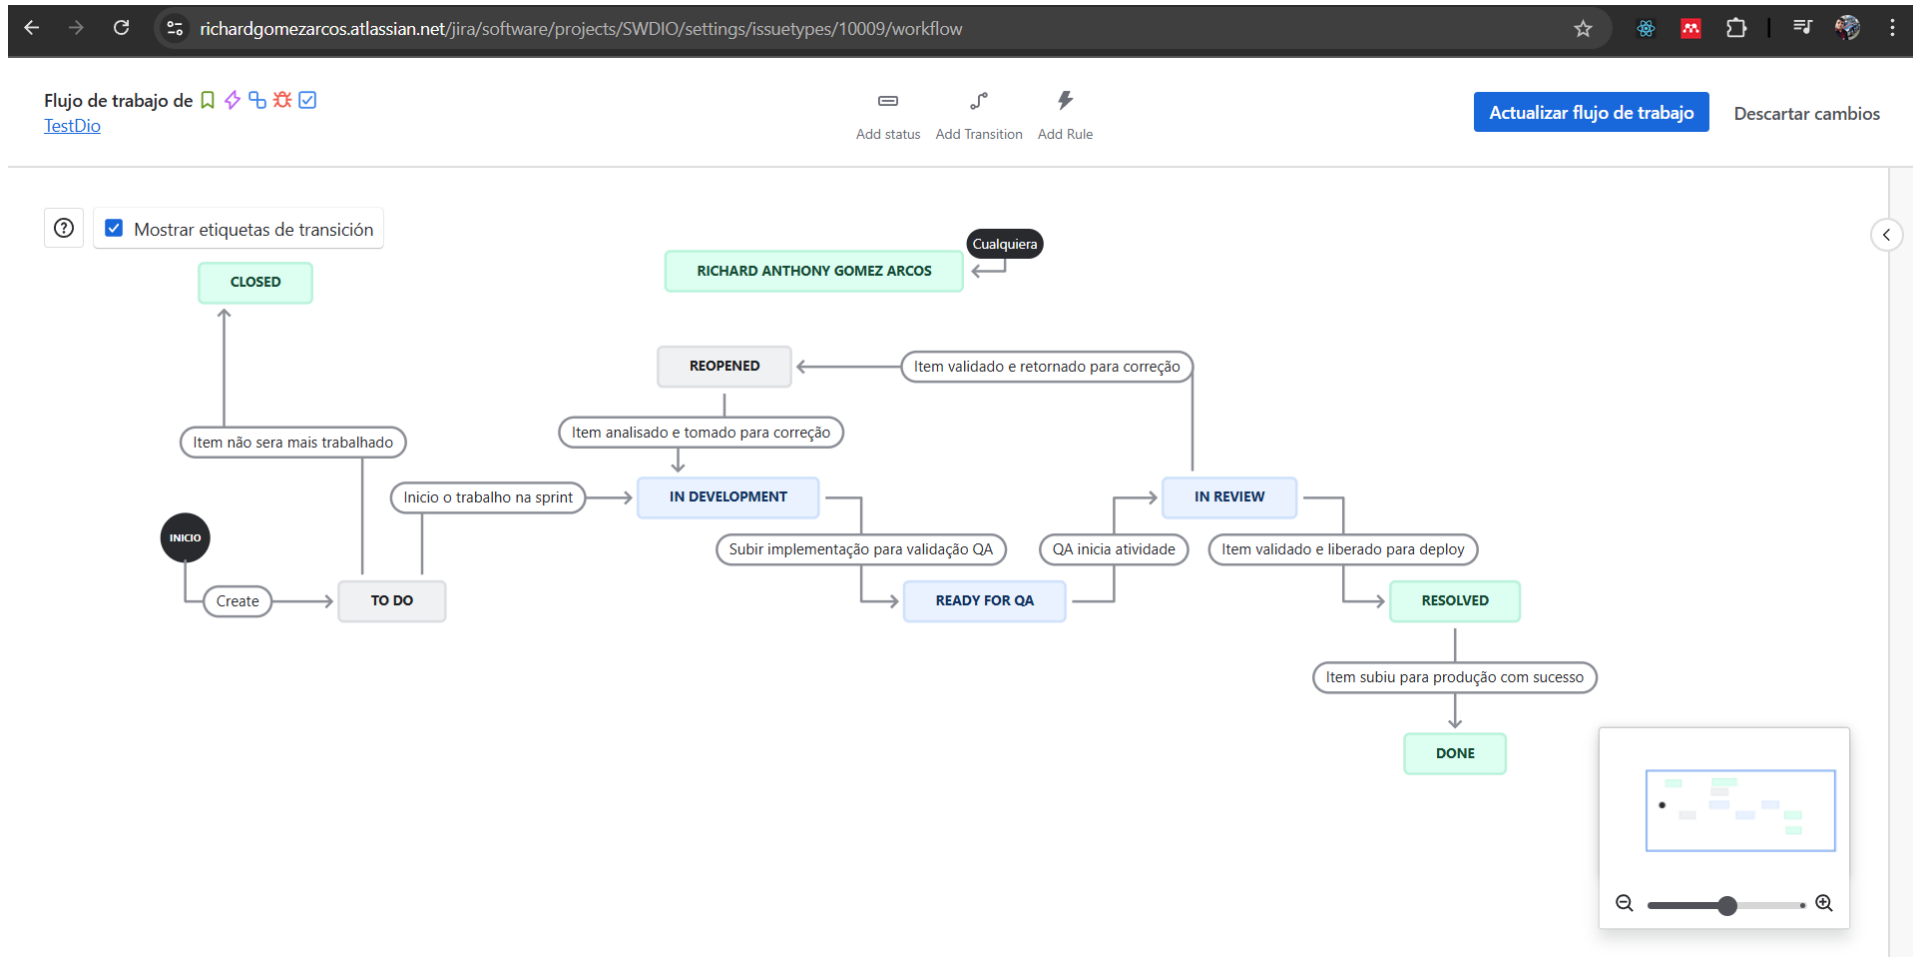 richardgomezarcos.atlassian.net/jira/software/projects/SWDIO/settings/issuetypes/10009/workflow
Flujo de trabajo de
TestDio
Add status
Add Transition
Add Rule
Actualizar flujo de trabajo
Descartar cambios
Mostrar etiquetas de transición
Cualquiera
CLOSED
RICHARD ANTHONY GOMEZ ARCOS
REOPENED
Item validado e retornado para correção
Item não sera mais trabalhado
Item analisado e tomado para correção
Inicio o trabalho na sprint
IN DEVELOPMENT
IN REVIEW
INICIO
Subir implementação para validação QA
QA inicia atividade
Item validado e liberado para deploy
Create
TO DO
READY FOR QA
RESOLVED
Item subiu para produção com sucesso
DONE